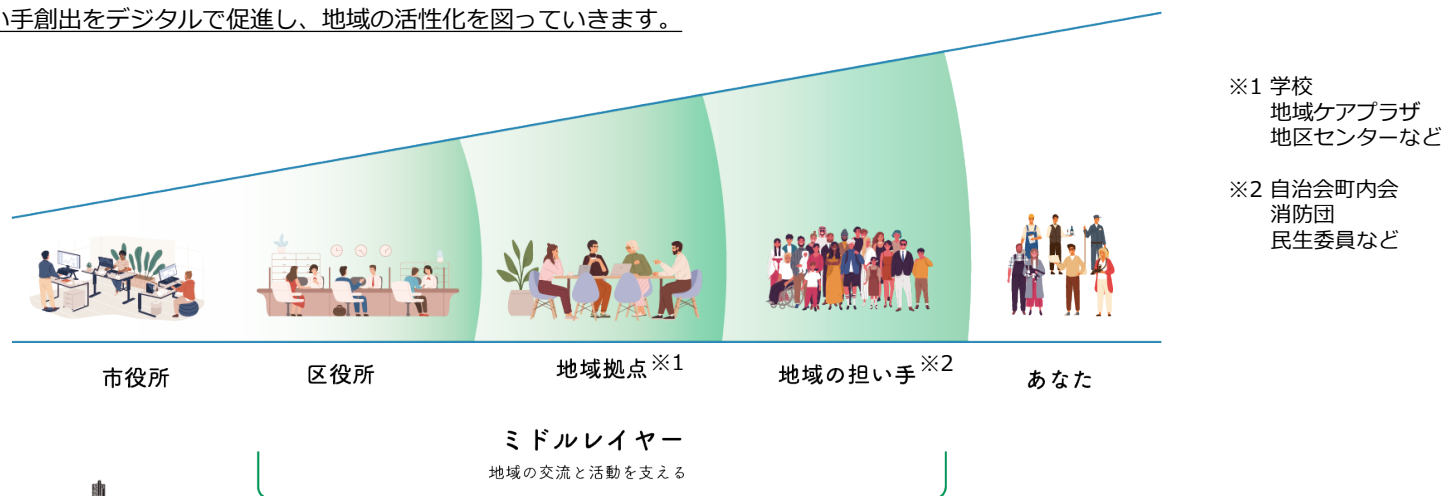 い手創出をデジタルで促進し、地域の活性化を図っていきます。
※1 学校
地域ケアプラザ
地区センターなど
※2 自治会町内会
消防団
民生委員など
市役所
区役所
地域拠点※1
地域の担い手※2
あなた
ミドルレイヤー
地域の交流と活動を支える